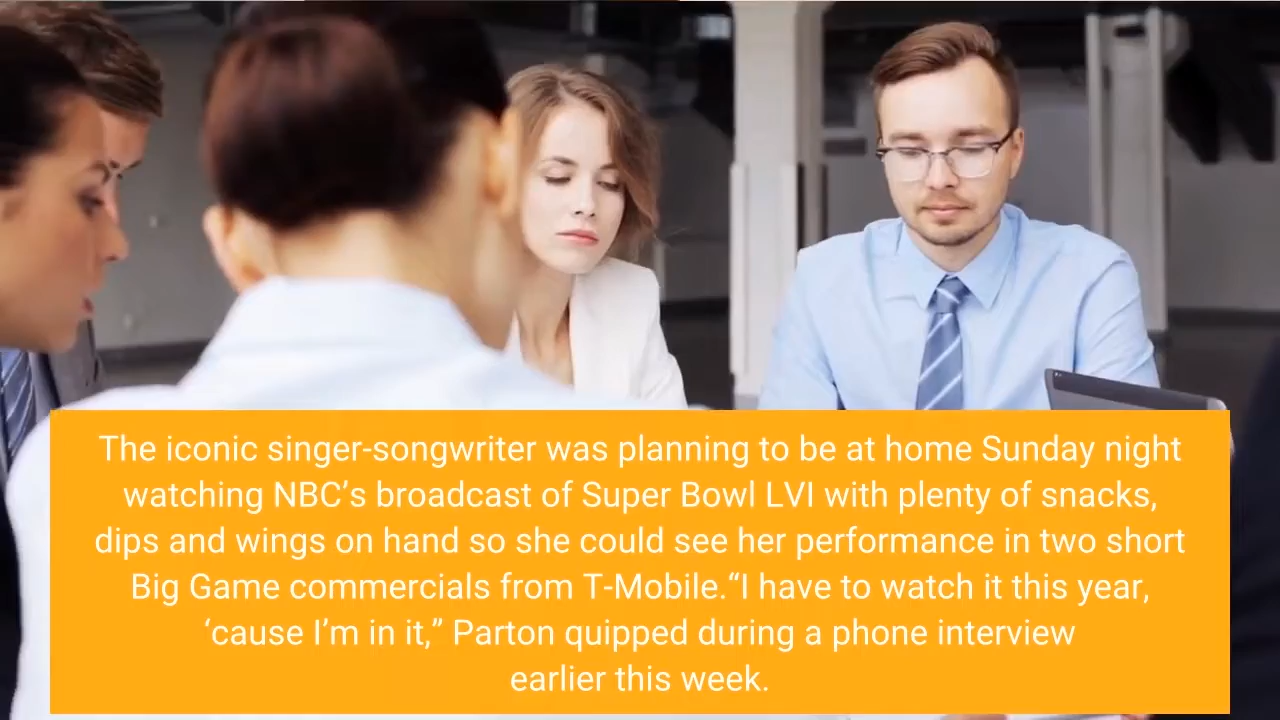 The iconic singer-songwriter was planning to be at home Sunday night
watching NBC’s broadcast of Super Bowl LVI with plenty of snacks,
dips and wings on hand so she could see her performance in two short
Big Game commercials from T-Mobile.“I have to watch it this year,
‘cause I’m in it,” Parton quipped during a phone interview
earlier this week.